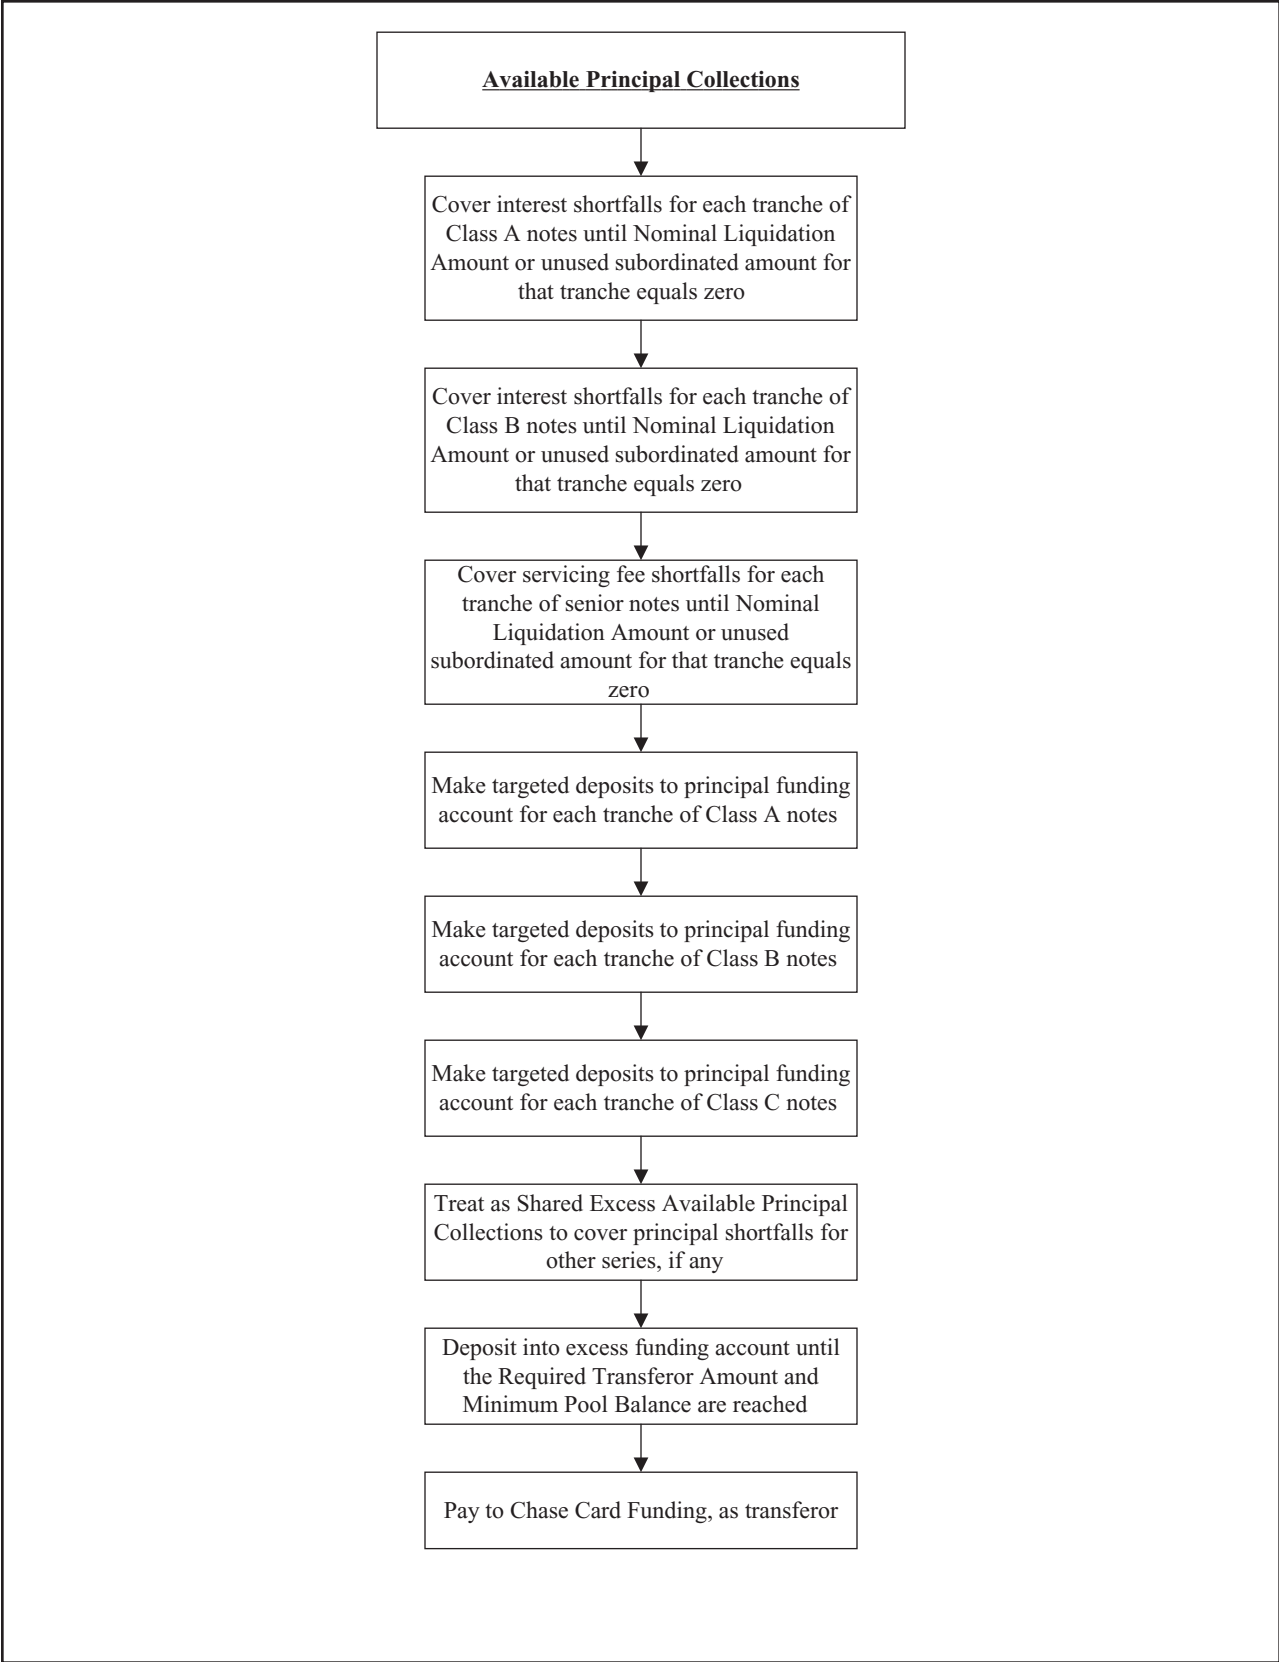 Available Principal Collections
Cover interest shortfalls for each tranche of
Class A notes until Nominal Liquidation
Amount or unused subordinated amount for
that tranche equals zero
Cover interest shortfalls for each tranche of
Class B notes until Nominal Liquidation
Amount or unused subordinated amount for
that tranche equals zero
Cover servicing fee shortfalls for each
tranche of senior notes until Nominal
Liquidation Amount or unused
subordinated amount for that tranche equals
zero
Make targeted deposits to principal funding
account for each tranche of Class A notes
Make targeted deposits to principal funding
account for each tranche of Class B notes
Make targeted deposits to principal funding
account for each tranche of Class C notes
Treat as Shared Excess Available Principal
Collections to cover principal shortfalls for
other series, if any
Deposit into excess funding account until
the Required Transferor Amount and
Minimum Pool Balance are reached
Pay to Chase Card Funding, as transferor